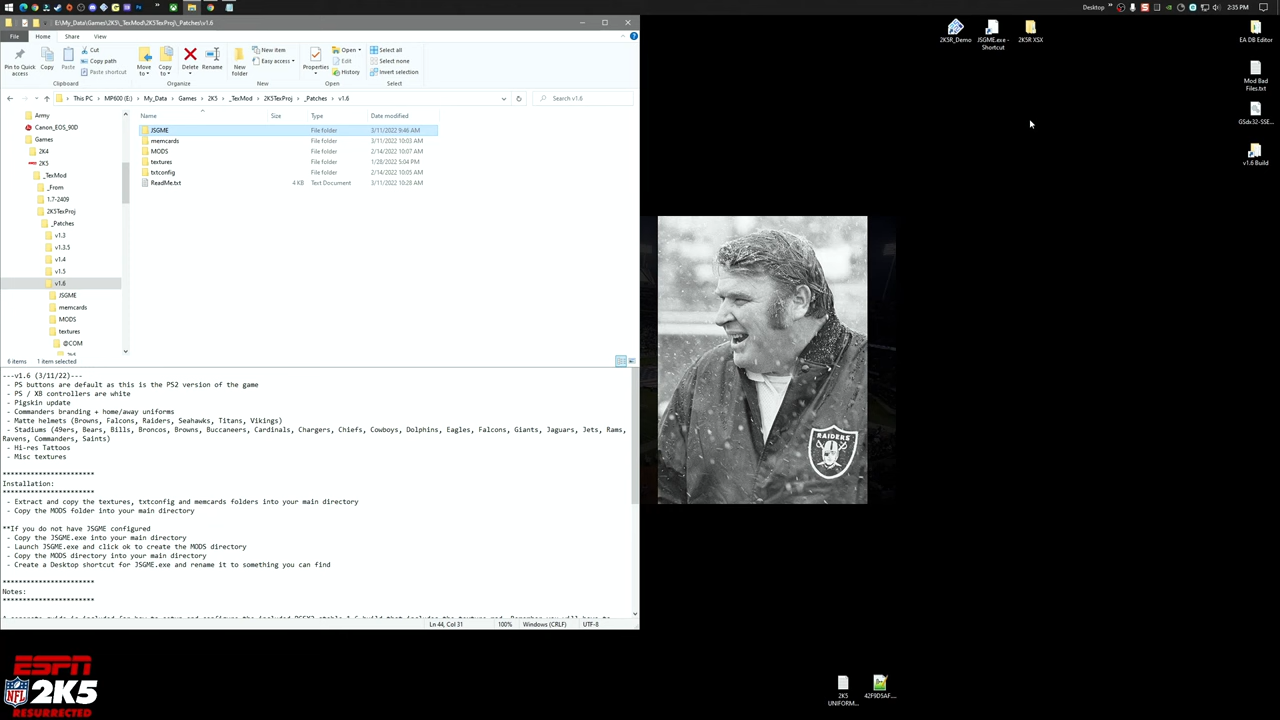 Desktop
2:35 PM
E:\My_Data\Games\2K5\_TexMod\2K5TexProj\_Patches\v1.6
File Home Share View
Pin to Quick access
Copy
Paste
Cut
Copy path
Paste shortcut
Move to
Copy to
Delete
Rename
New folder
New item
Easy access
Properties
Open
Edit
History
Select all
Select none
Invert selection
Clipboard Organize New Open Select
This PC MP600 (E:) My_Data Games 2K5 _TexMod 2K5TexProj _Patches v1.6
Search v1.6
Name Size Type Date modified
JSGME File folder 3/11/2022 9:46 AM
memcards File folder 3/11/2022 10:03 AM
MODS File folder 2/14/2022 10:07 AM
textures File folder 1/28/2022 5:04 PM
txtconfig File folder 2/14/2022 10:05 AM
ReadMe.txt 4 KB Text Document 3/11/2022 10:28 AM
Army
Canon_EOS_90D
Games
2K4
2K5
_TexMod
_From
1.7-2409
2K5TexProj
_Patches
v1.3
v1.3.5
v1.4
v1.5
v1.6
JSGME
memcards
MODS
textures
@COM
6 items 1 item selected
---v1.6 (3/11/22)---
- PS buttons are default as this is the PS2 version of the game
- PS / XB controllers are white
- Pigskin update
- Commanders branding + home/away uniforms
- Matte helmets (Browns, Falcons, Raiders, Seahawks, Titans, Vikings)
- Stadiums (49ers, Bears, Bills, Broncos, Browns, Buccaneers, Cardinals, Chargers, Chiefs, Cowboys, Dolphins, Eagles, Falcons, Giants, Jaguars, Jets, Rams,
Ravens, Commanders, Saints)
- Hi-res Tattoos
- Misc textures
**********************
Installation:
**********************
- Extract and copy the textures, txtconfig and memcards folders into your main directory
- Copy the MODS folder into your main directory
**If you do not have JSGME configured
- Copy the JSGME.exe into your main directory
- Launch JSGME.exe and click ok to create the MODS directory
- Copy the MODS directory into your main directory
- Create a Desktop shortcut for JSGME.exe and rename it to something you can find
**********************
Notes:
**********************
Ln 44, Col 31 100% Windows (CRLF) UTF-8
2K5R_Demo
JSGME.exe - Shortcut
2K5R XSX
EA DB Editor
Mod Bad Files.txt
GSdx32-SSE...
v1.6 Build
RAIDERS
ESPN
NFL 2K5
RESURRECTED
2K5 UNIFORM...
42F9D5AF....